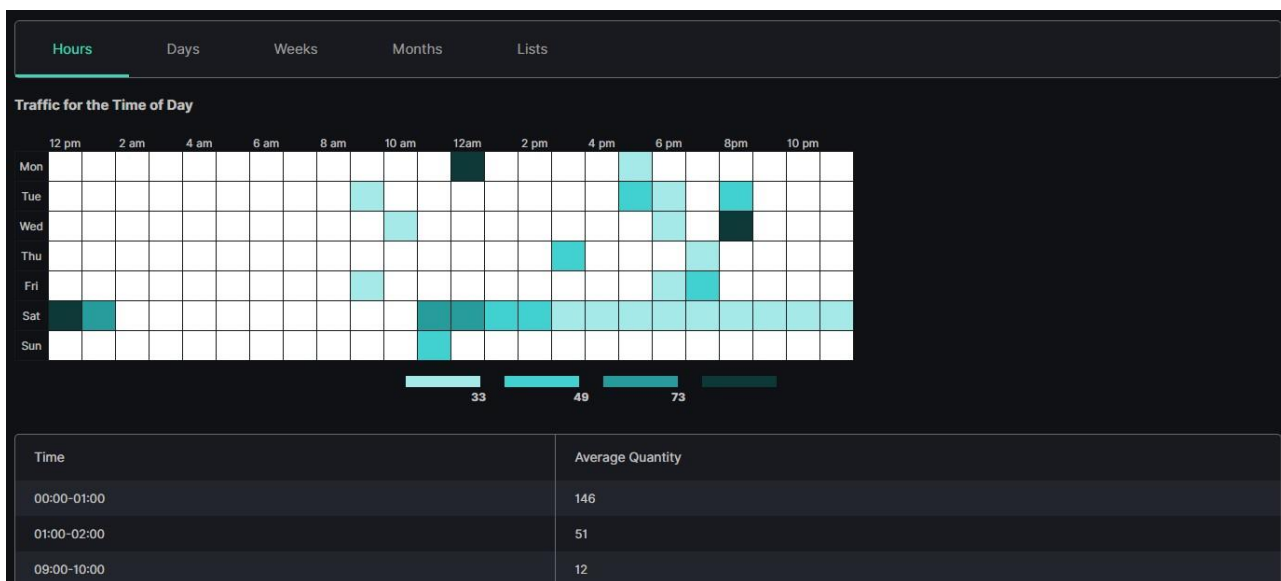 Hours Days Weeks Months Lists
Traffic for the Time of Day
12 pm 2 am 4 am 6 am 8 am 10 am 12am 2 pm 4 pm 6 pm 8pm 10 pm
Mon
Tue
Wed
Thu
Fri
Sat
Sun
33 49 73
Time Average Quantity
00:00-01:00 146
01:00-02:00 51
09:00-10:00 12